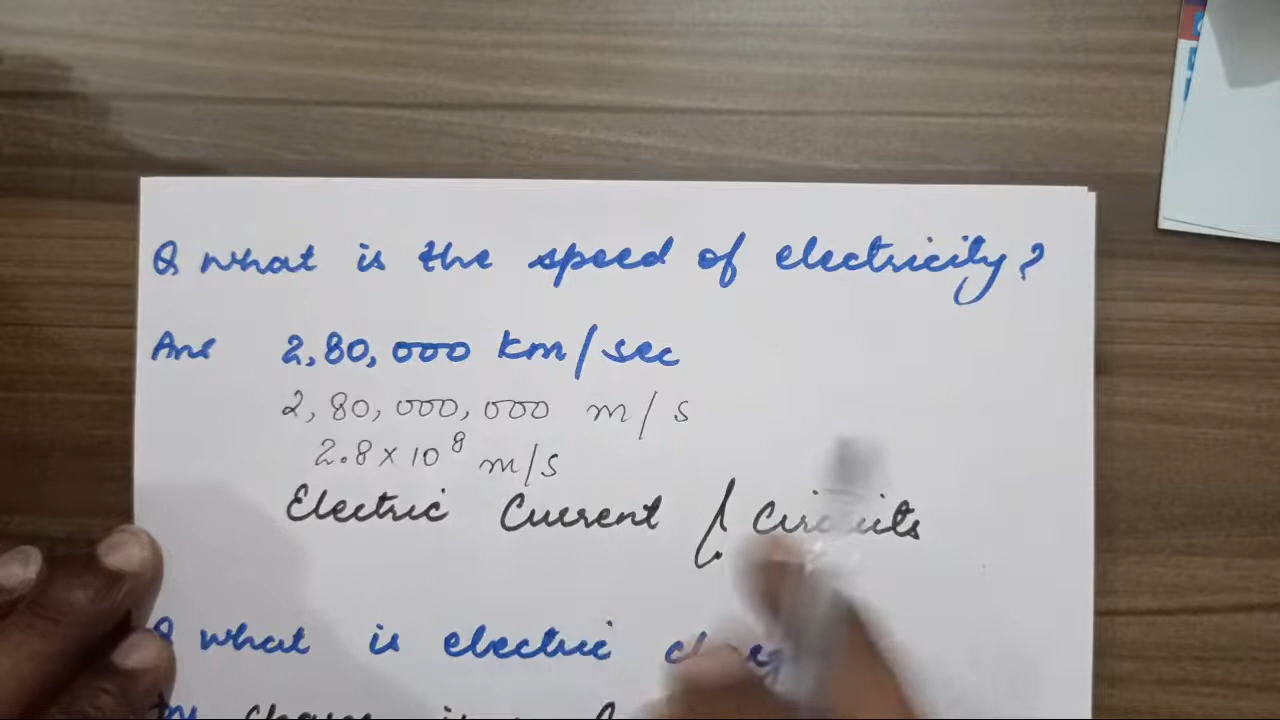 Q what is the speed of electricity?
Ans 2,80,000 km/sec
2,80,000,000 m/s
2.8×10⁸ m/s
Electric Current & Circuits
what is electric